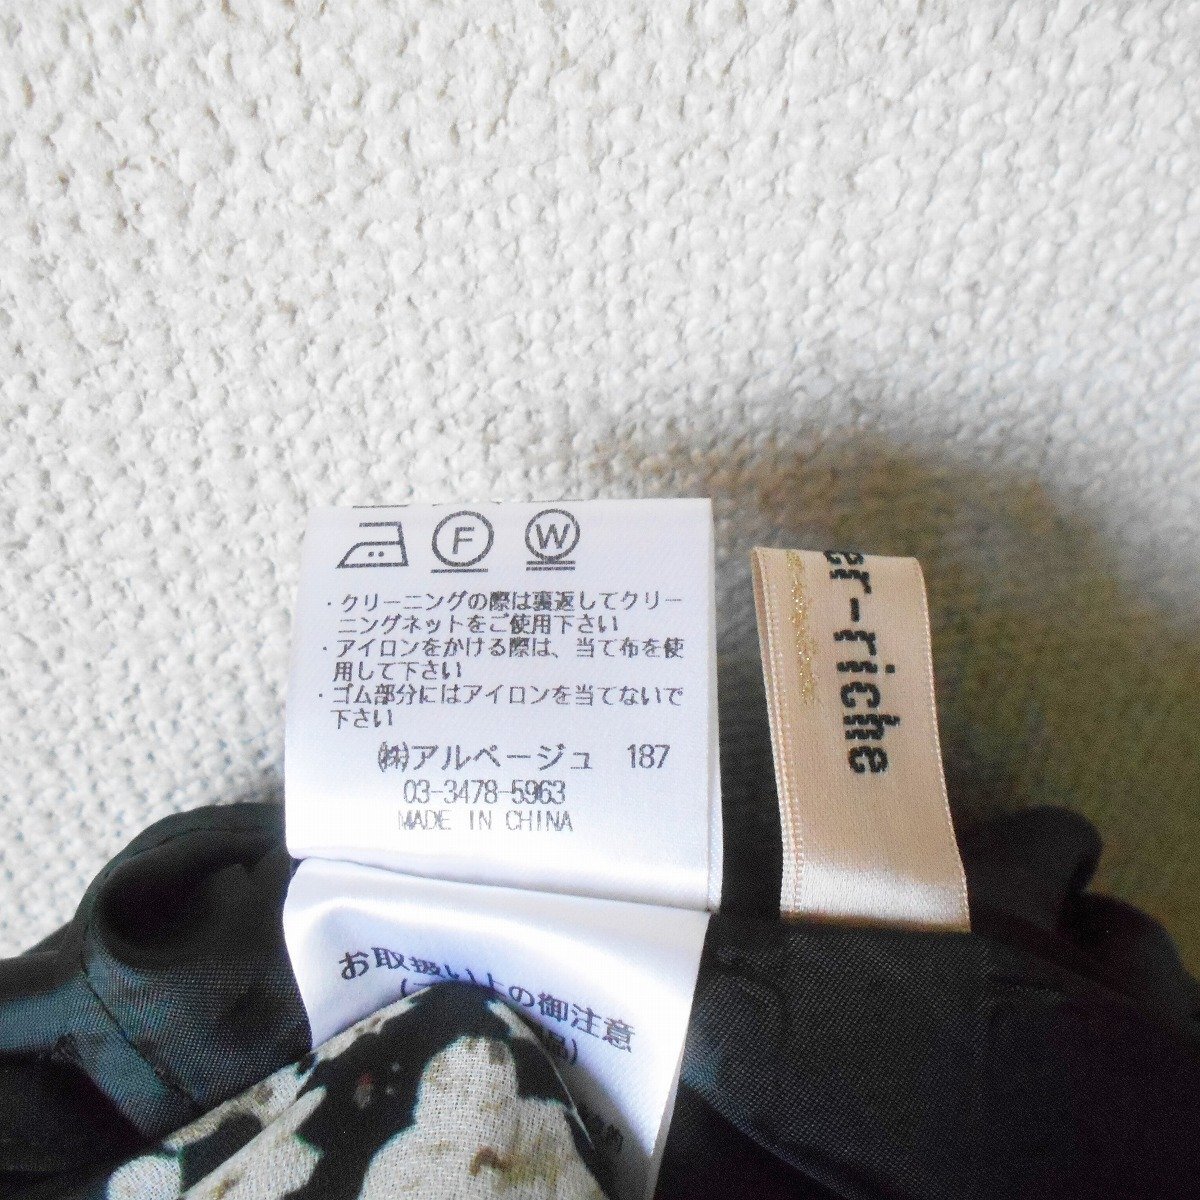 F W
・クリーニングの際は裏返してクリー
ニングネットをご使用下さい
・アイロンをかける際は、当て布を使
用して下さい
・ゴム部分にはアイロンを当てないで
下さい
㈱アルページュ 187
03-3478-5963
MADE IN CHINA
er-riche
お取扱い上の御注意